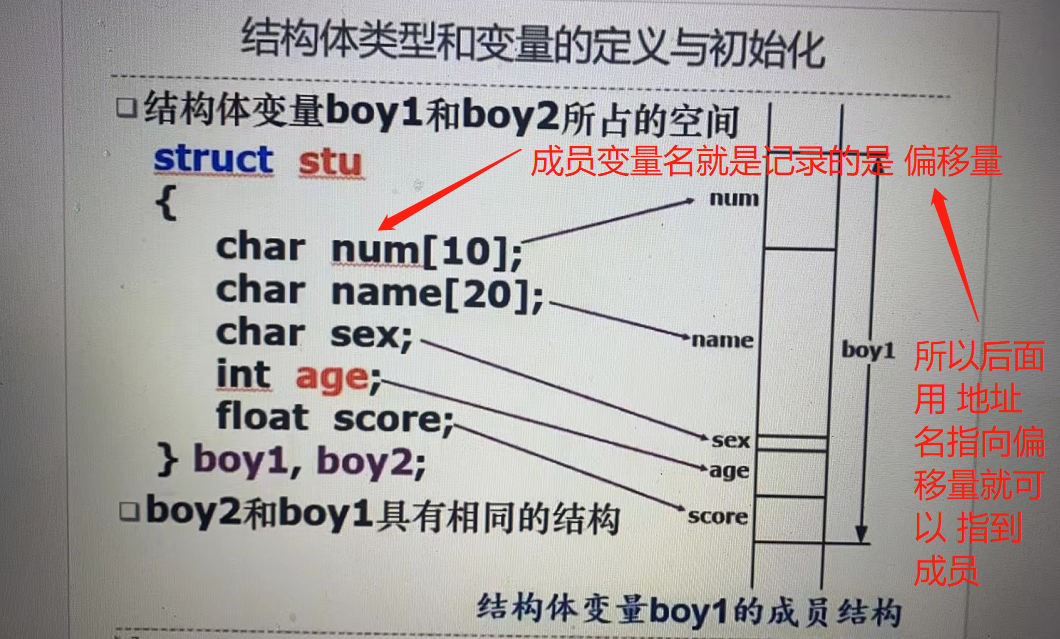 结构体类型和变量的定义与初始化
❑结构体变量boy1和boy2所占的空间
struct stu
成员变量名就是记录的是 偏移量
{
num
char num[10];
char name[20];
name
char sex;
boy1
int age;
float score;
sex
age
} boy1, boy2;
score
❑boy2和boy1具有相同的结构
所以后面
用 地址
名指向偏
移量就可
以 指到
成员
结构体变量boy1的成员结构